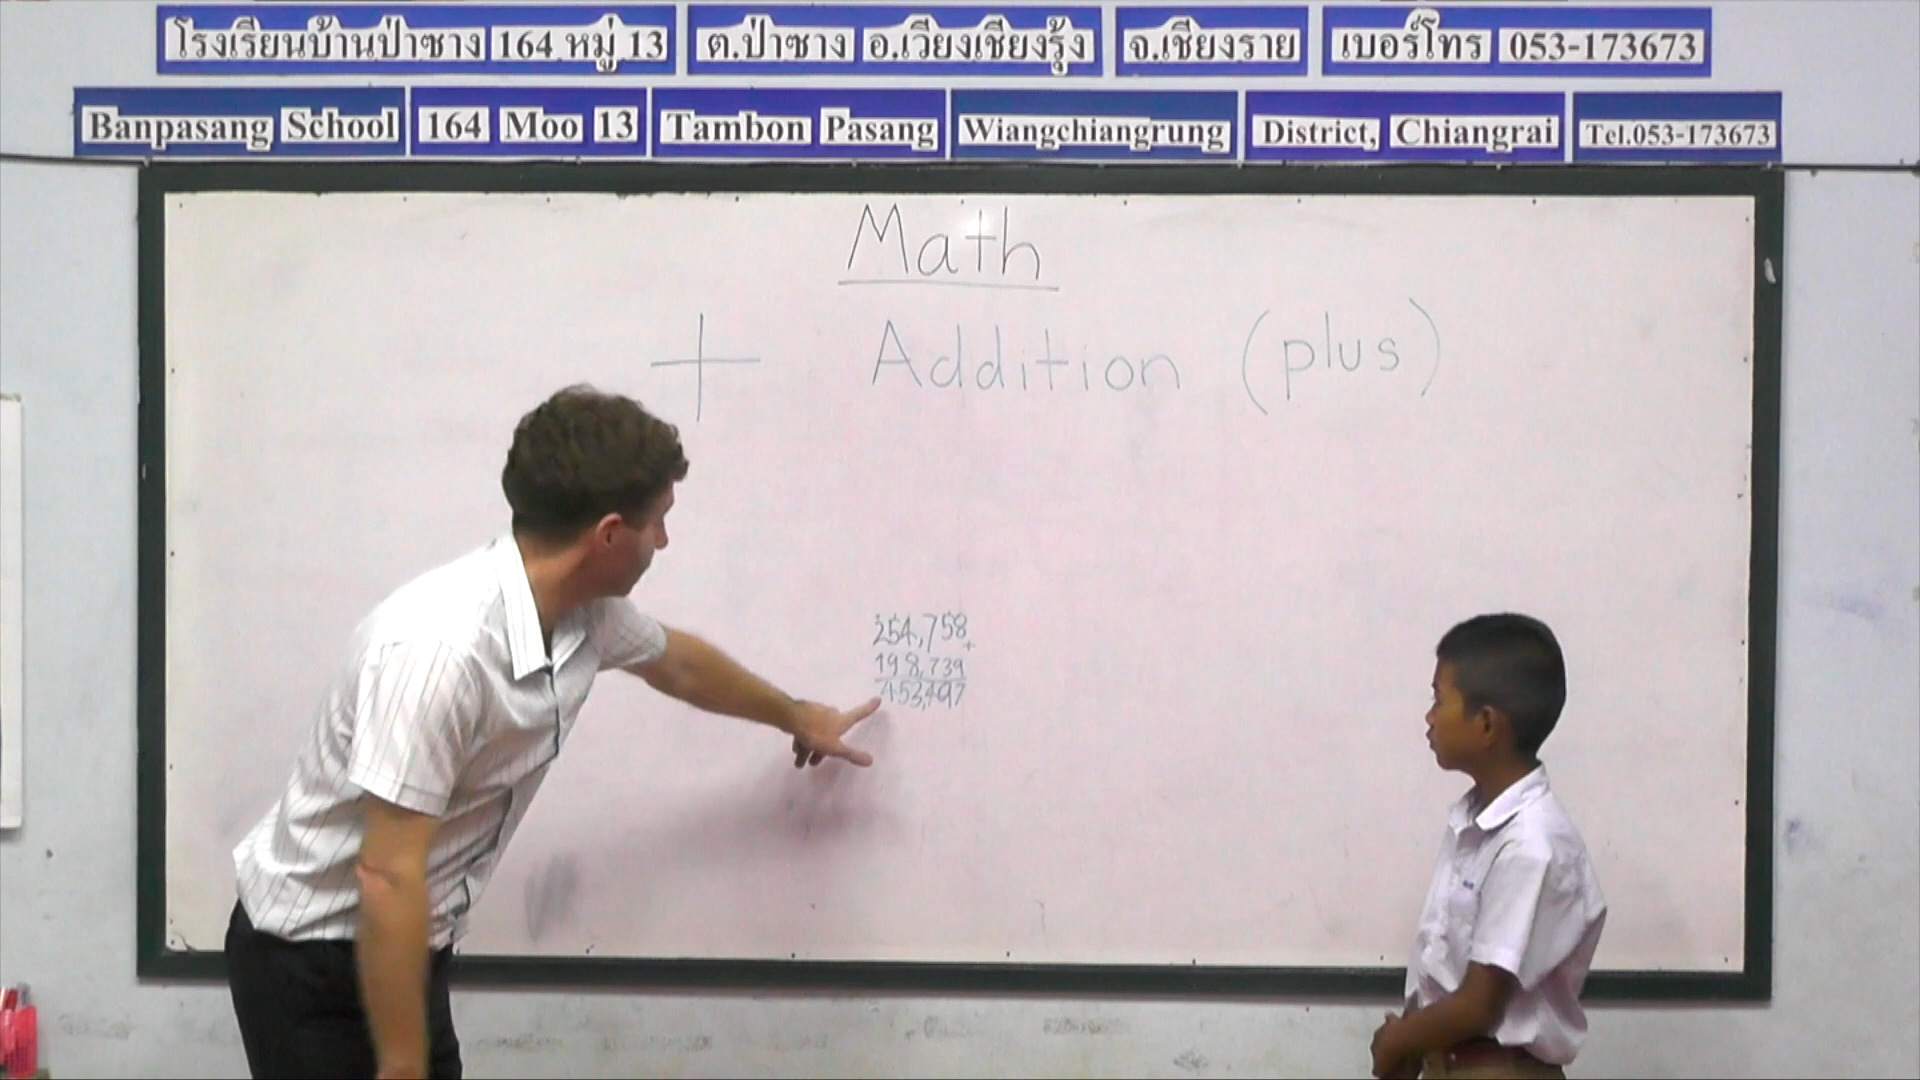 โรงเรียนบ้านป่าซาง 164 หมู่ 13 ต.ป่าซาง อ.เวียงเชียงรุ้ง จ.เชียงราย เบอร์โทร 053-173673
Banpasang School 164 Moo 13 Tambon Pasang Wiangchiangrung District, Chiangrai Tel.053-173673
Math
+ Addition (plus)
254,758
+
198,739
453,497